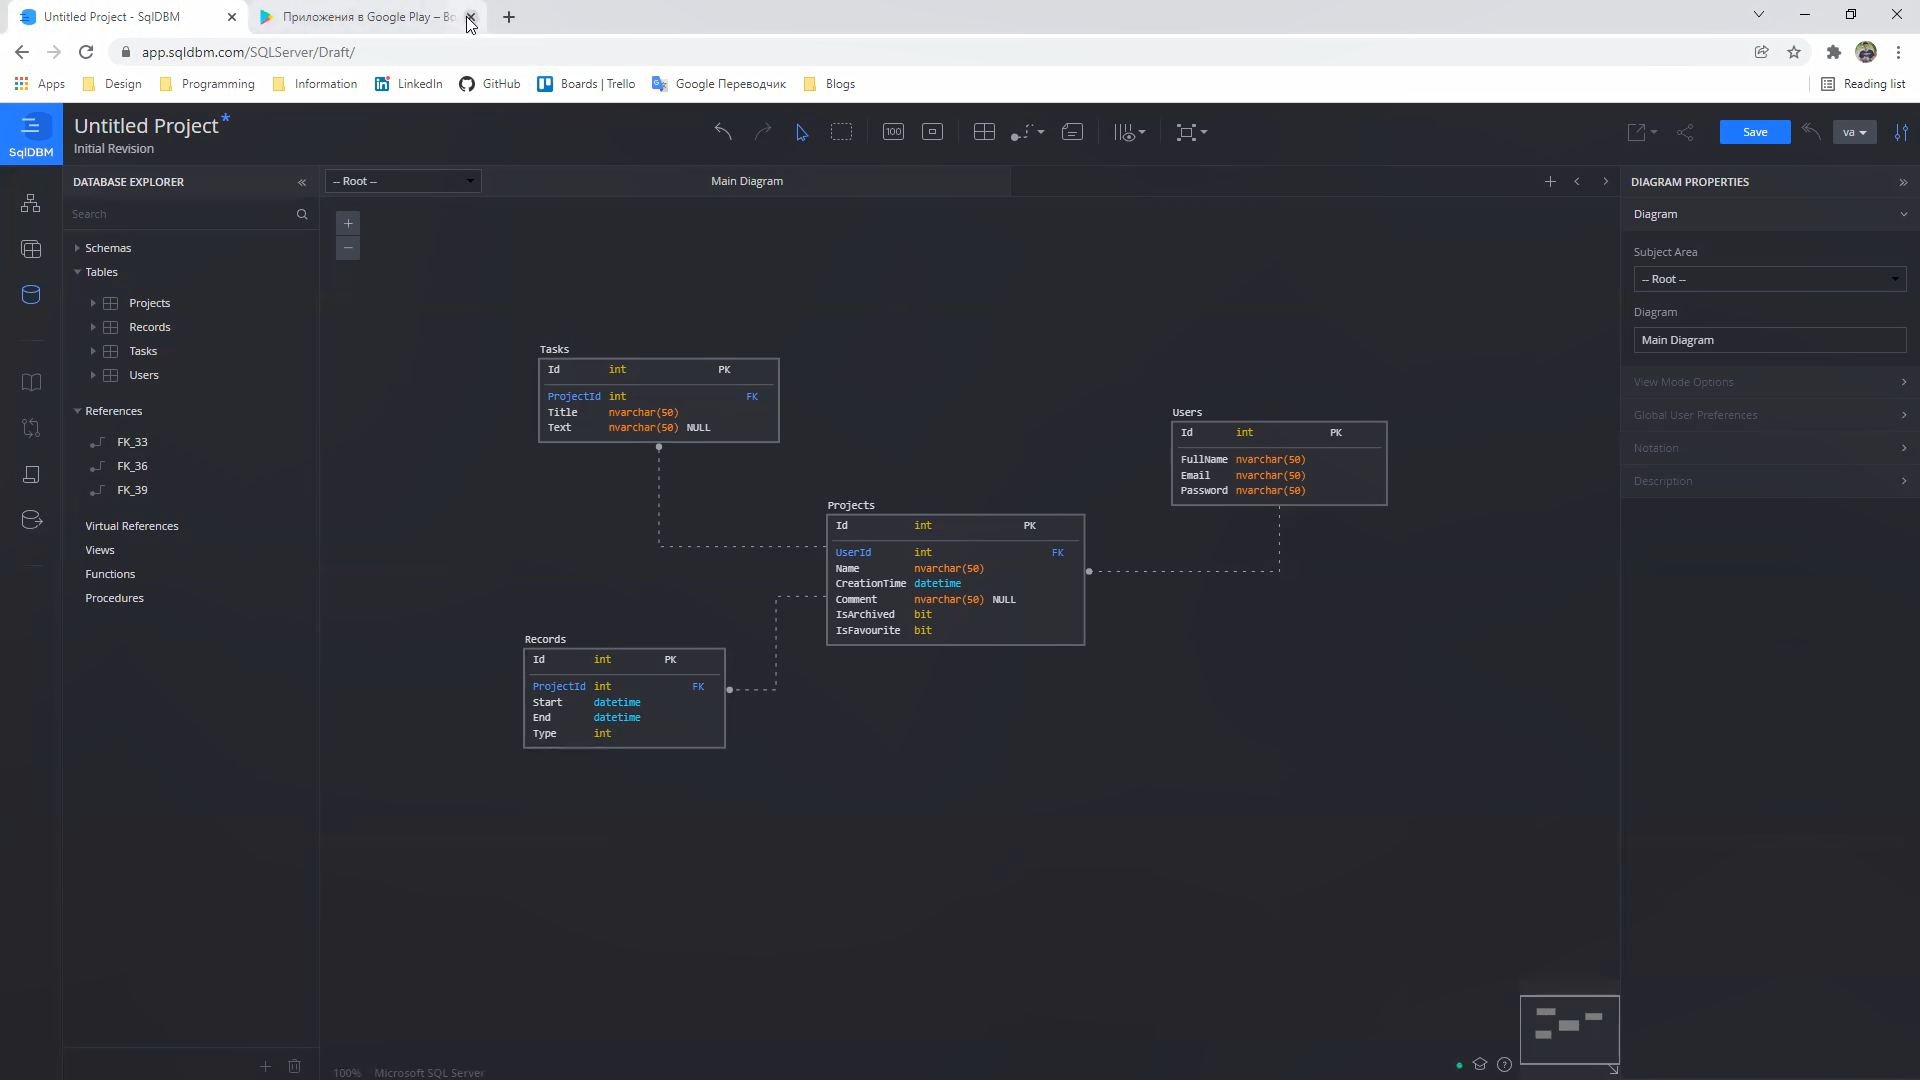 Untitled Project - SqlDBM
Приложения в Google Play – Bo
app.sqldbm.com/SQLServer/Draft/
Apps
Design
Programming
Information
LinkedIn
GitHub
Boards | Trello
Google Переводчик
Blogs
Reading list
SqlDBM
Untitled Project*
Initial Revision
100
Save
va
DATABASE EXPLORER
Search
Schemas
Tables
Projects
Records
Tasks
Users
References
FK_33
FK_36
FK_39
Virtual References
Views
Functions
Procedures
-- Root --
Main Diagram
Tasks
Id int PK
ProjectId int FK
Title nvarchar(50)
Text nvarchar(50) NULL
Users
Id int PK
FullName nvarchar(50)
Email nvarchar(50)
Password nvarchar(50)
Projects
Id int PK
UserId int FK
Name nvarchar(50)
CreationTime datetime
Comment nvarchar(50) NULL
IsArchived bit
IsFavourite bit
Records
Id int PK
ProjectId int FK
Start datetime
End datetime
Type int
100% Microsoft SQL Server
DIAGRAM PROPERTIES
Diagram
Subject Area
-- Root --
Diagram
Main Diagram
View Mode Options
Global User Preferences
Notation
Description